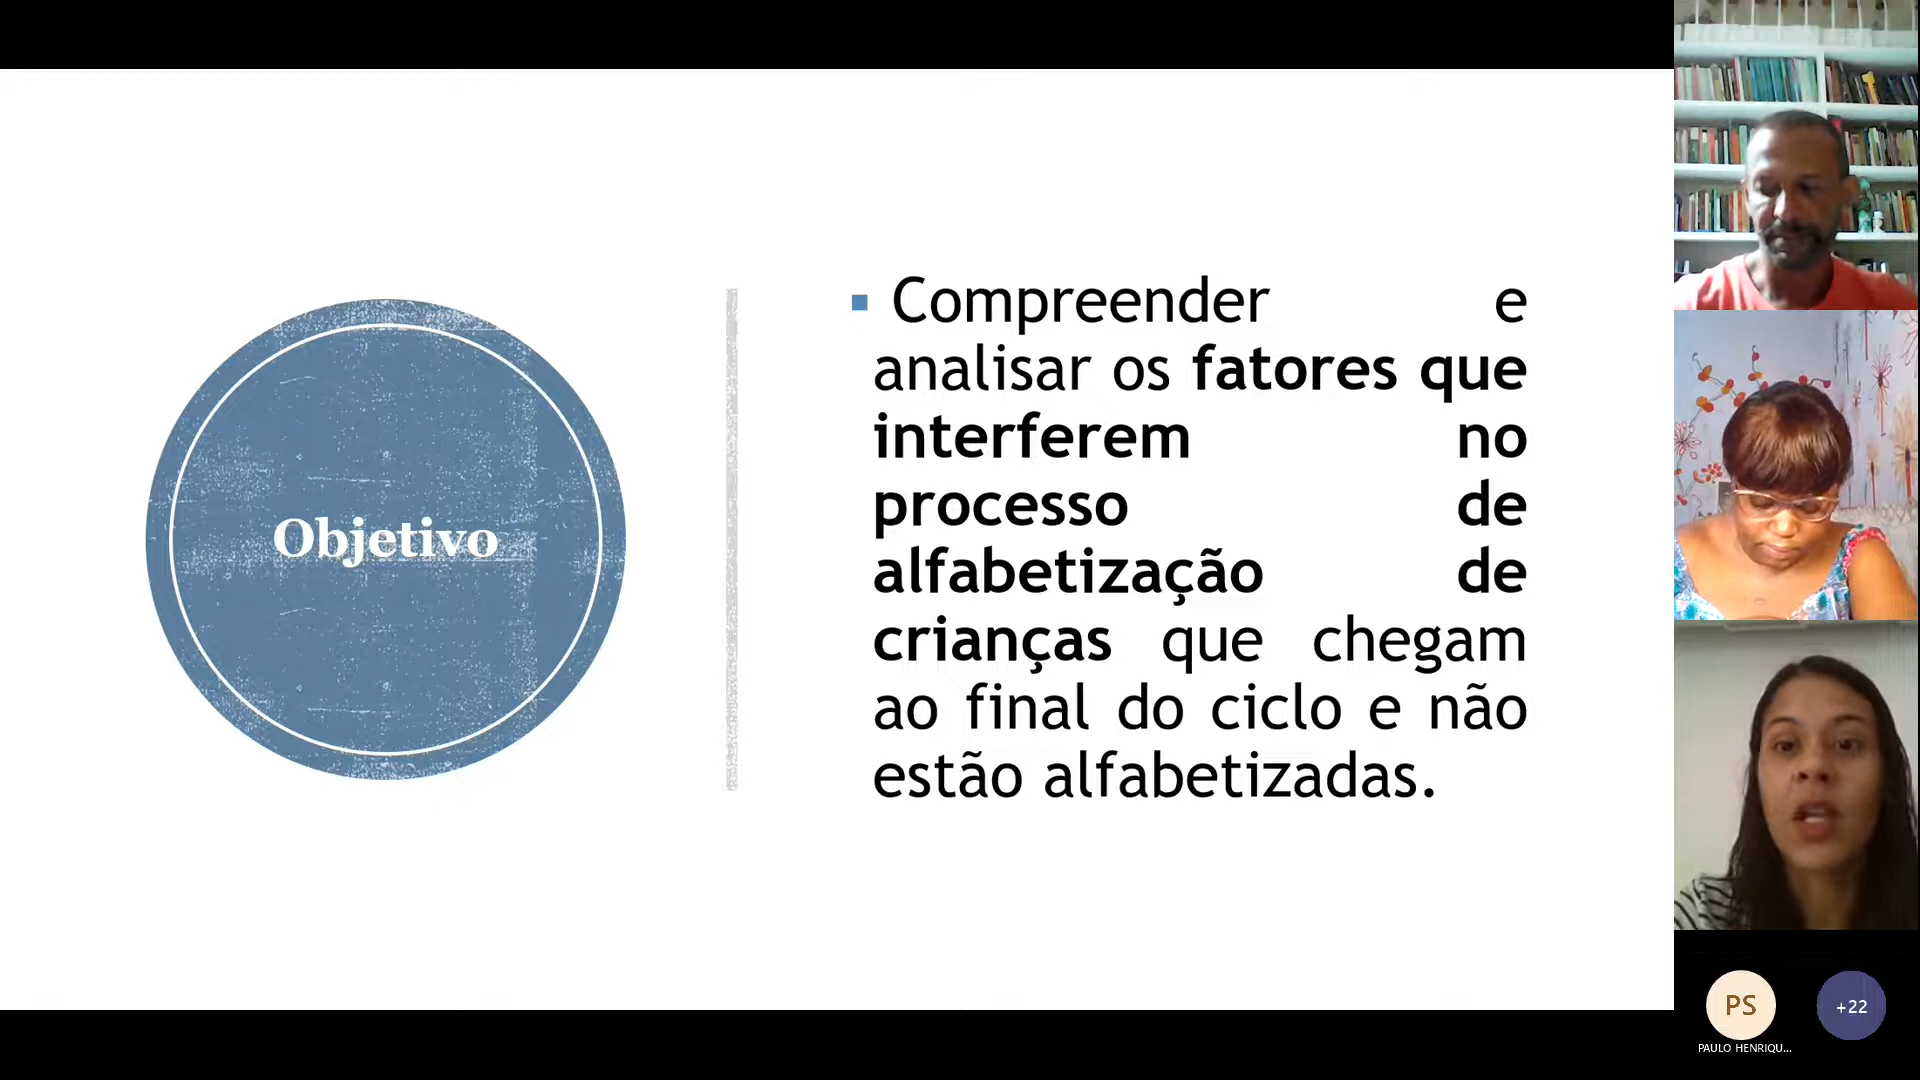 Objetivo
Compreender e
analisar os fatores que
interferem no
processo de
alfabetização de
crianças que chegam
ao final do ciclo e não
estão alfabetizadas.
PS
+22
PAULO HENRIQU...